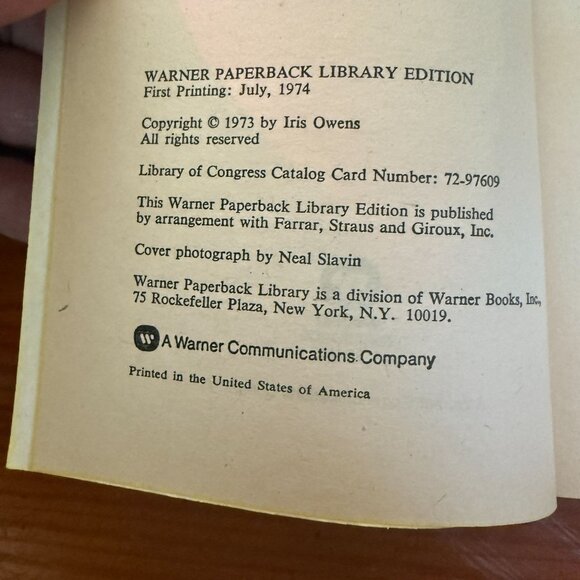 WARNER PAPERBACK LIBRARY EDITION
First Printing: July, 1974
Copyright © 1973 by Iris Owens
All rights reserved
Library of Congress Catalog Card Number: 72-97609
This Warner Paperback Library Edition is published
by arrangement with Farrar, Straus and Giroux, Inc.
Cover photograph by Neal Slavin
Warner Paperback Library is a division of Warner Books, Inc.,
75 Rockefeller Plaza, New York, N.Y. 10019.
A Warner Communications Company
Printed in the United States of America